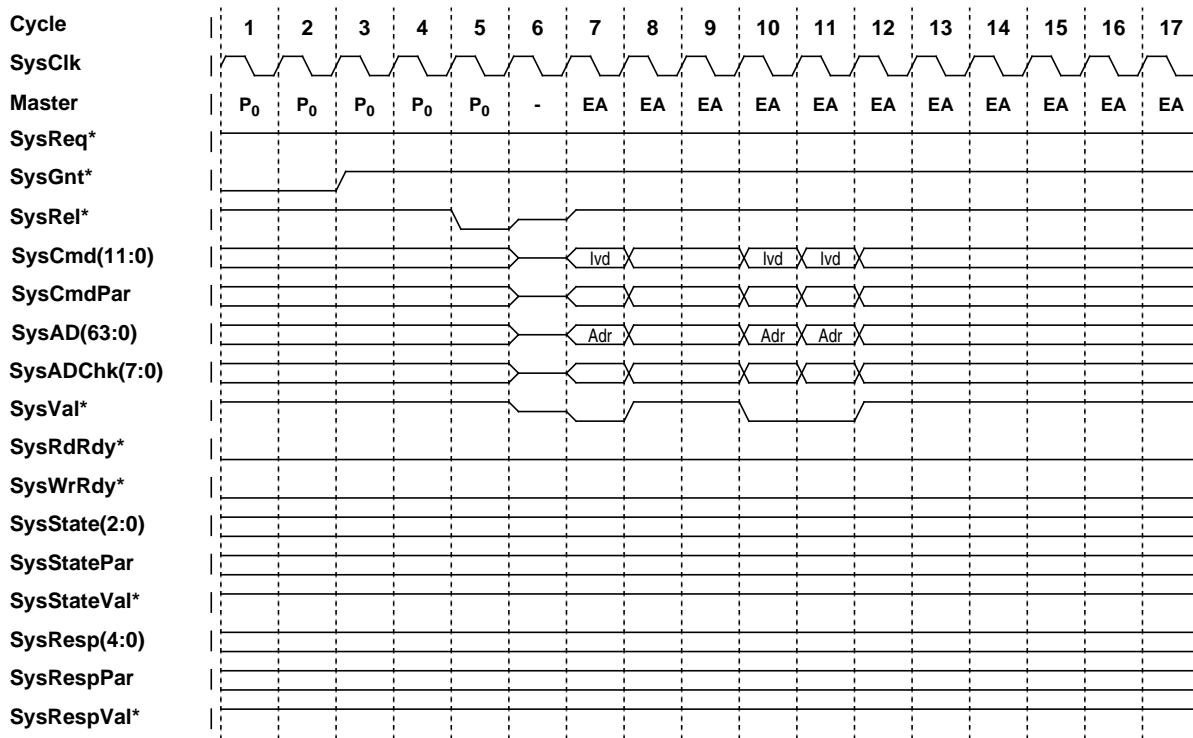 Cycle | 1 2 3 4 5 6 7 8 9 10 11 12 13 14 15 16 17
SysClk |
Master | P0 P0 P0 P0 P0 - EA EA EA EA EA EA EA EA EA EA EA
SysReq* |
SysGnt* |
SysRel* |
SysCmd(11:0) | Ivd Ivd Ivd
SysCmdPar |
SysAD(63:0) | Adr Adr Adr
SysADChk(7:0) |
SysVal* |
SysRdRdy* |
SysWrRdy* |
SysState(2:0) |
SysStatePar |
SysStateVal* |
SysResp(4:0) |
SysRespPar |
SysRespVal* |